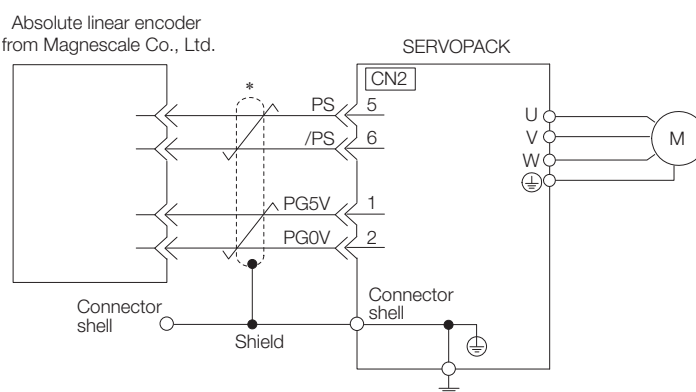 Absolute linear encoder
from Magnescale Co., Ltd.
SERVOPACK
CN2
*
PS 5
/PS 6
PG5V 1
PG0V 2
U
V
W
M
Connector
shell
Shield
Connector
shell